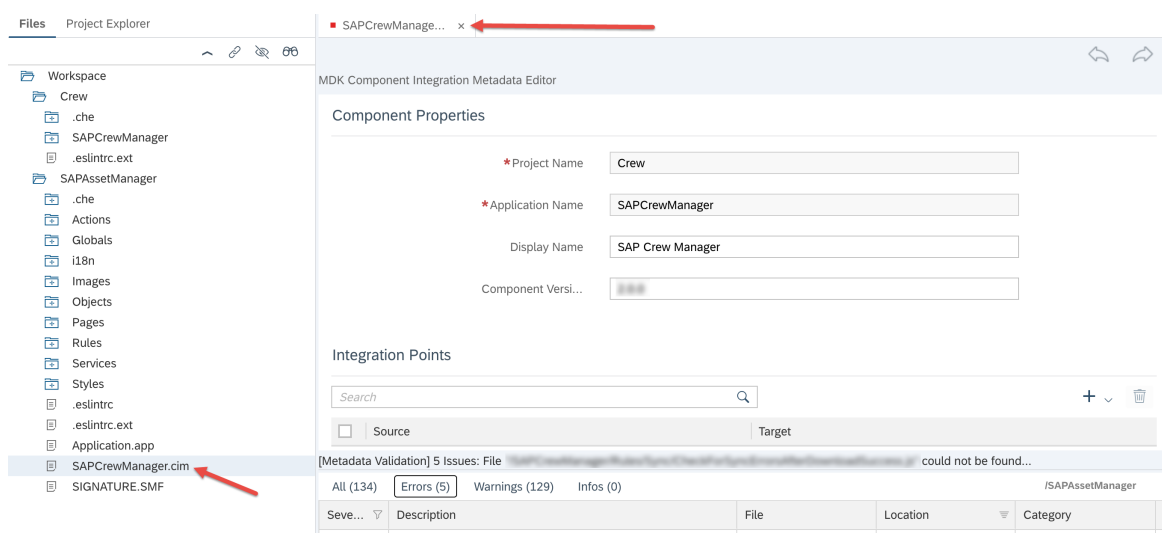 Files Project Explorer
SAPCrewManage... ×
Workspace
Crew
.che
SAPCrewManager
.eslintrc.ext
SAPAssetManager
.che
Actions
Globals
i18n
Images
Objects
Pages
Rules
Services
Styles
.eslintrc
.eslintrc.ext
Application.app
SAPCrewManager.cim
SIGNATURE.SMF
MDK Component Integration Metadata Editor
Component Properties
*Project Name Crew
*Application Name SAPCrewManager
Display Name SAP Crew Manager
Component Versi...
Integration Points
Search
Source Target
[Metadata Validation] 5 Issues: File could not be found...
All (134) Errors (5) Warnings (129) Infos (0) /SAPAssetManager
Seve... Description File Location Category